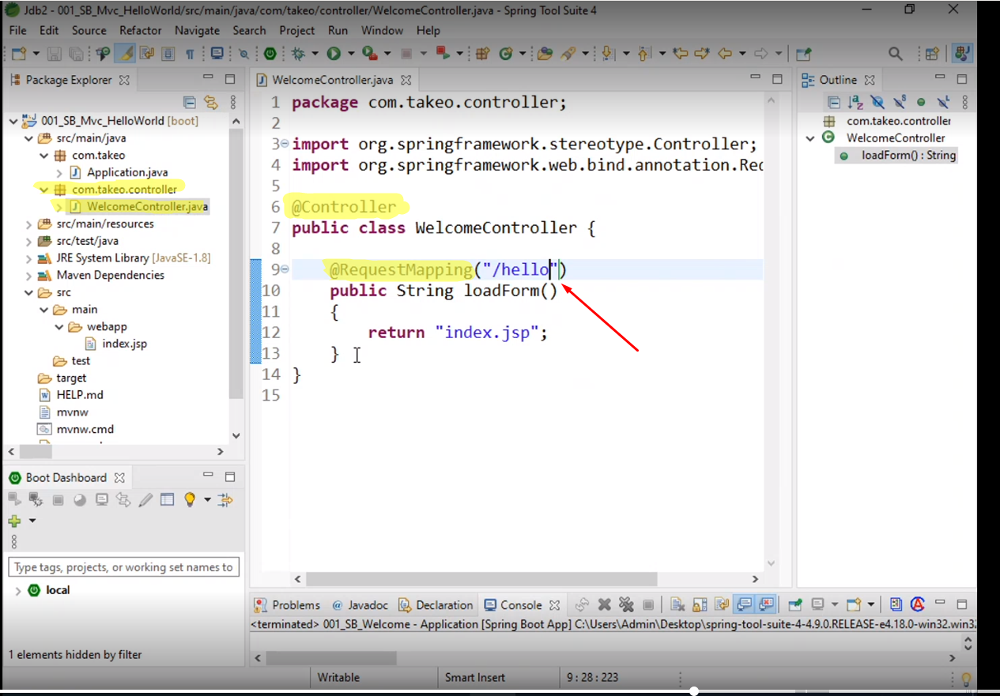 Jdb2 - 001_SB_Mvc_HelloWorld/src/main/java/com/takeo/controller/WelcomeController.java - Spring Tool Suite 4
File Edit Source Refactor Navigate Search Project Run Window Help
Package Explorer
001_SB_Mvc_HelloWorld [boot]
src/main/java
com.takeo
Application.java
com.takeo.controller
WelcomeController.java
src/main/resources
src/test/java
JRE System Library [JavaSE-1.8]
Maven Dependencies
src
main
webapp
index.jsp
test
target
HELP.md
mvnw
mvnw.cmd
Boot Dashboard
Type tags, projects, or working set names to
local
1 elements hidden by filter
WelcomeController.java
1 package com.takeo.controller;
2
3 import org.springframework.stereotype.Controller;
4 import org.springframework.web.bind.annotation.Rec
5
6 @Controller
7 public class WelcomeController {
8
9 @RequestMapping("/hello")
10 public String loadForm()
11 {
12 return "index.jsp";
13 }
14 }
15
Outline
com.takeo.controller
WelcomeController
loadForm() : String
Problems @ Javadoc Declaration Console
<terminated> 001_SB_Welcome - Application [Spring Boot App] C:\Users\Admin\Desktop\spring-tool-suite-4-4.9.0.RELEASE-e4.18.0-win32.win32
Writable Smart Insert 9 : 28 : 223